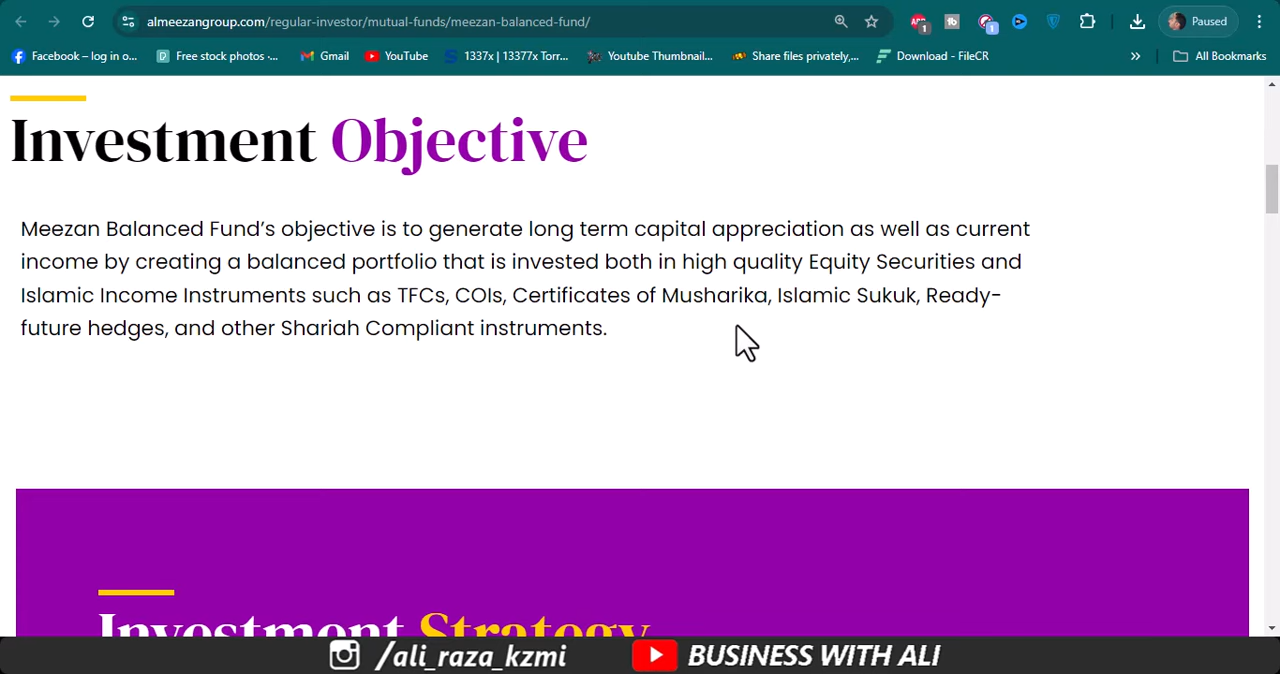 almeezangroup.com/regular-investor/mutual-funds/meezan-balanced-fund/
1
1
Paused
Facebook – log in o...
Free stock photos ·...
Gmail
YouTube
1337x | 13377x Torr...
Youtube Thumbnail...
Share files privately,...
Download - FileCR
»
All Bookmarks
Investment Objective
Meezan Balanced Fund’s objective is to generate long term capital appreciation as well as current
income by creating a balanced portfolio that is invested both in high quality Equity Securities and
Islamic Income Instruments such as TFCs, COIs, Certificates of Musharika, Islamic Sukuk, Ready-
future hedges, and other Shariah Compliant instruments.
Investment Strategy
/ali_raza_kzmi
BUSINESS WITH ALI